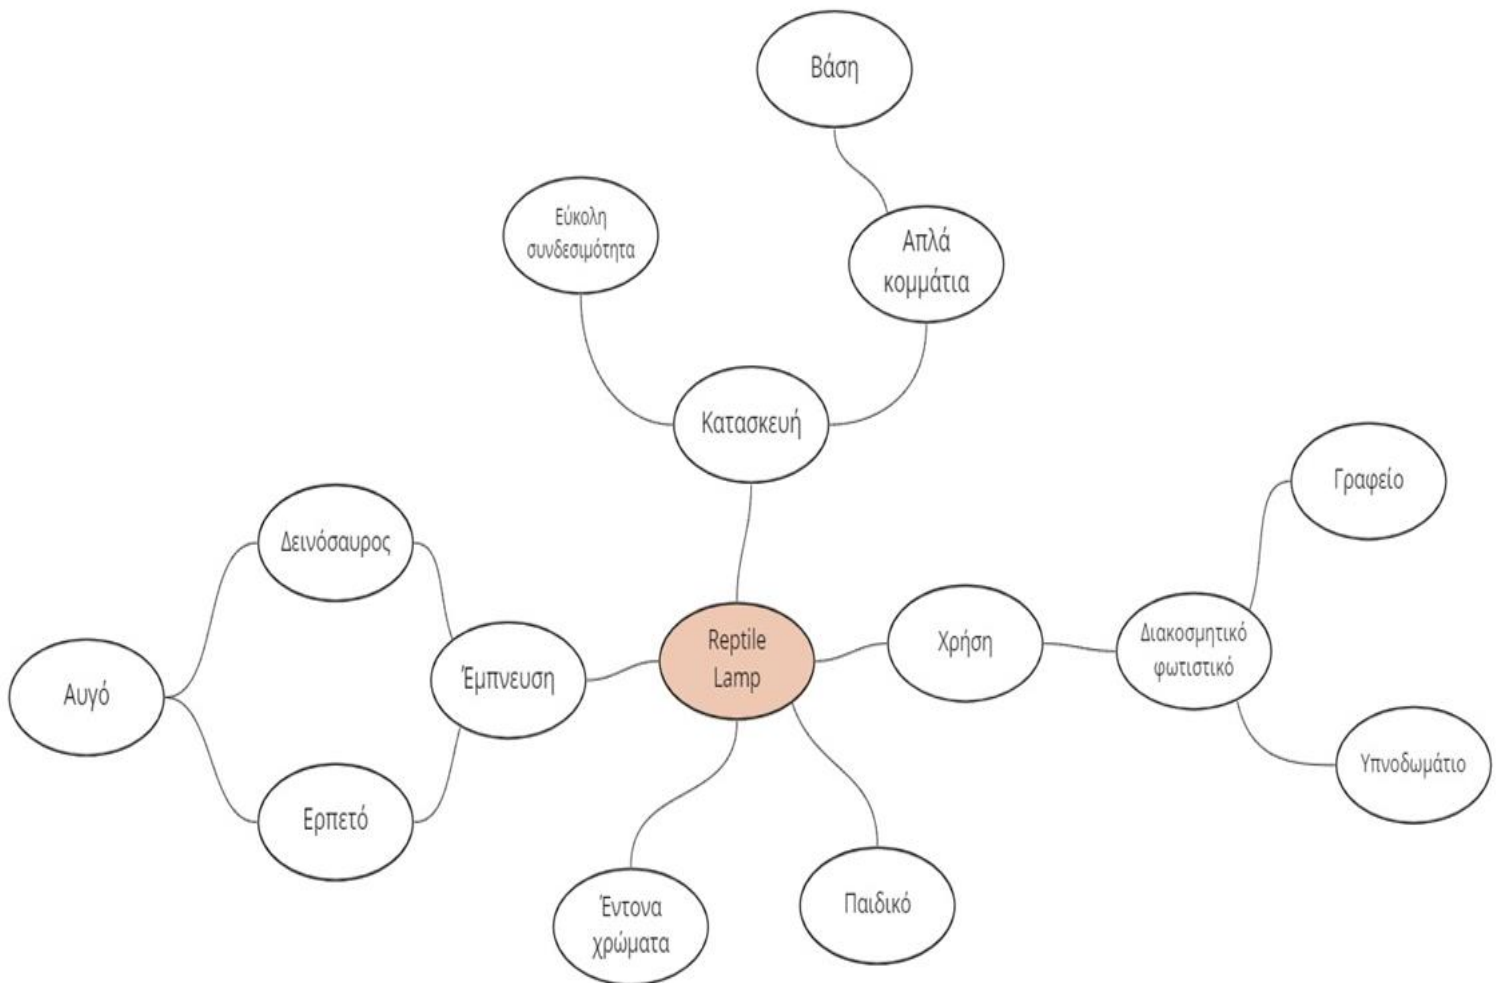 Βάση
Εύκολη
συνδεσιμότητα
Απλά
κομμάτια
Κατασκευή
Γραφείο
Δεινόσαυρος
Αυγό
Έμπνευση
Reptile
Lamp
Χρήση
Διακοσμητικό
φωτιστικό
Υπνοδωμάτιο
Ερπετό
Έντονα
χρώματα
Παιδικό